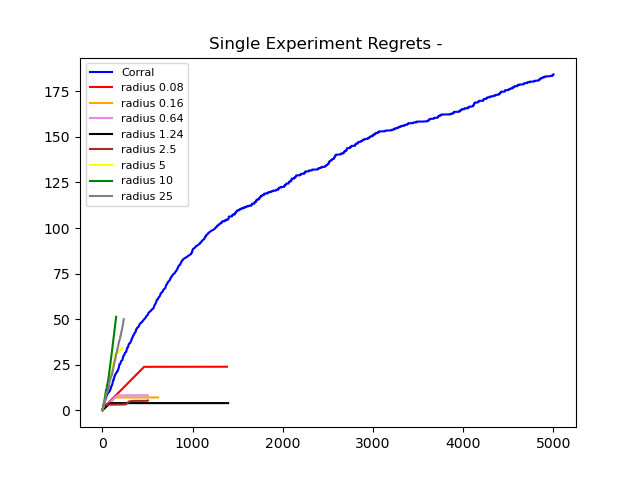 Single Experiment Regrets -
Corral
radius 0.08
radius 0.16
radius 0.64
radius 1.24
radius 2.5
radius 5
radius 10
radius 25
175
150
125
100
75
50
25
0
0 1000 2000 3000 4000 5000